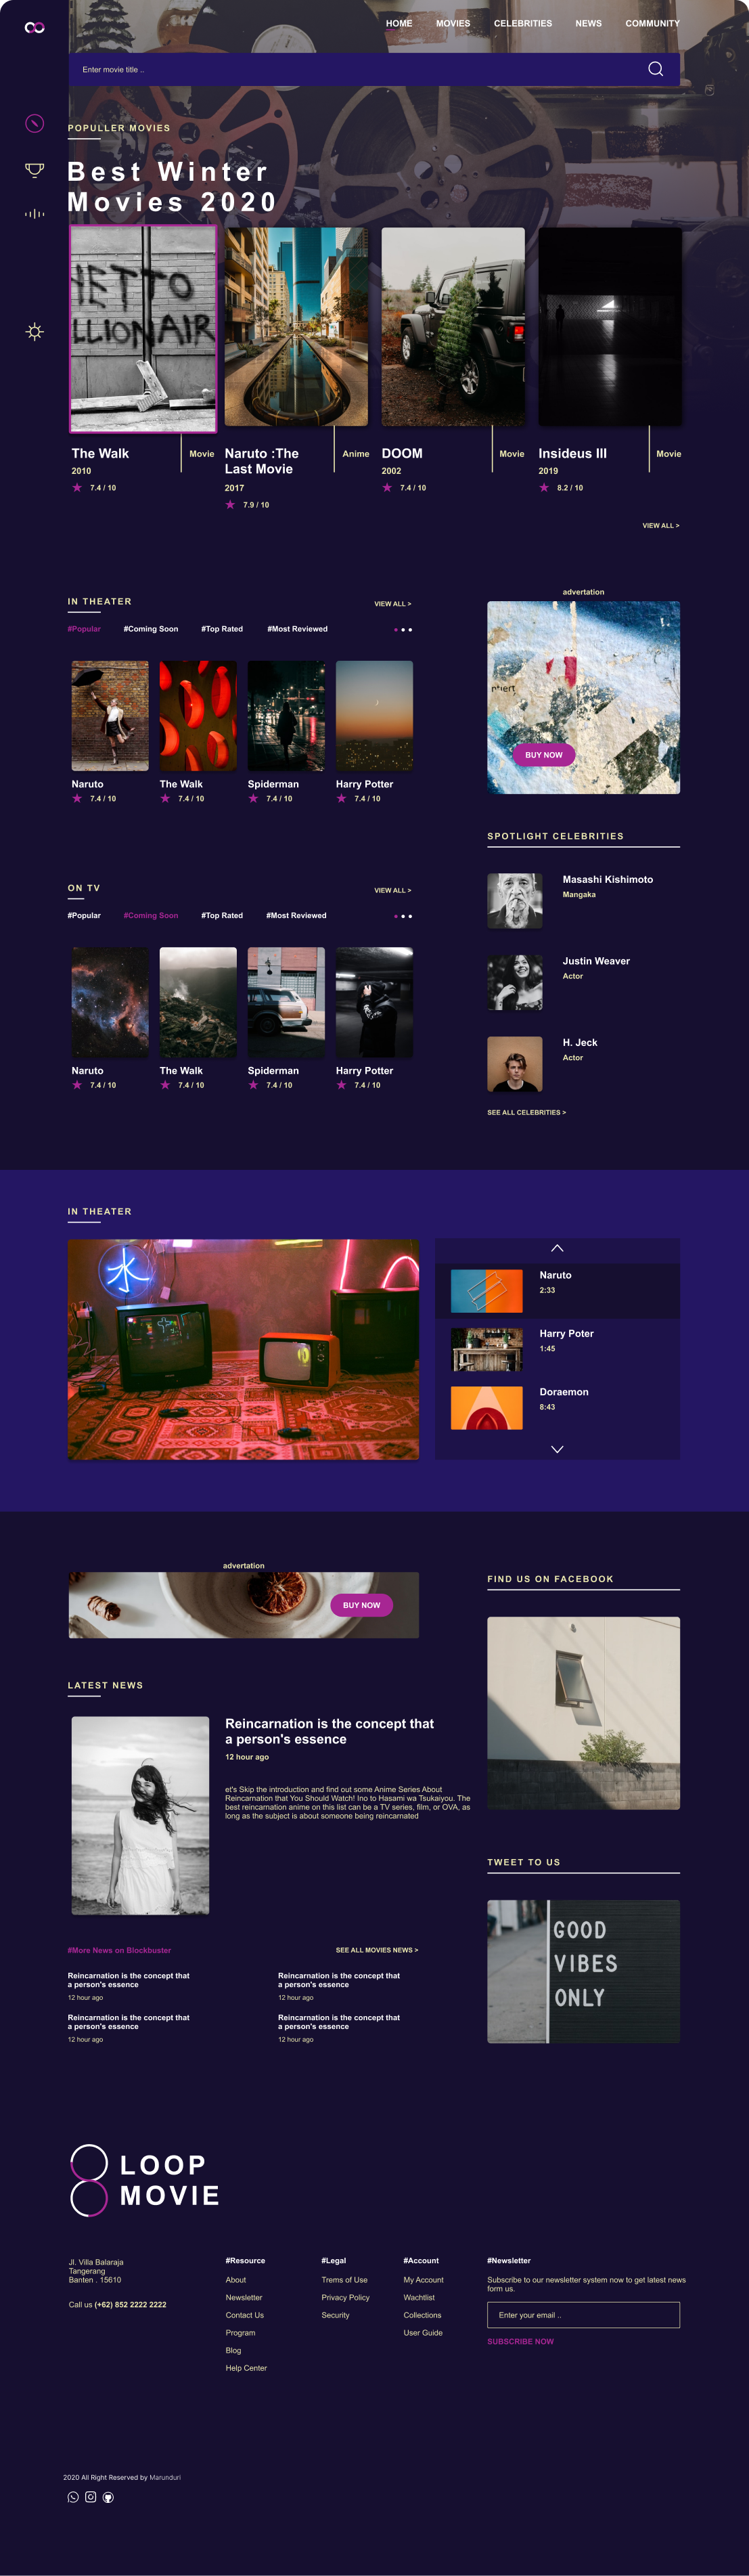 HOME MOVIES CELEBRITIES NEWS COMMUNITY
Enter movie title ..
POPULLER MOVIES
Best Winter
Movies 2020
LLIONAIR
The Walk
2010
7.4 / 10
Movie
Naruto :The
Last Movie
2017
7.9 / 10
Anime
DOOM
2002
7.4 / 10
Movie
Insideus III
2019
8.2 / 10
Movie
VIEW ALL >
IN THEATER
VIEW ALL >
#Popular #Coming Soon #Top Rated #Most Reviewed
Naruto
7.4 / 10
The Walk
7.4 / 10
Spiderman
7.4 / 10
Harry Potter
7.4 / 10
advertation
BUY NOW
SPOTLIGHT CELEBRITIES
Masashi Kishimoto
Mangaka
Justin Weaver
Actor
H. Jeck
Actor
SEE ALL CELEBRITIES >
ON TV
VIEW ALL >
#Popular #Coming Soon #Top Rated #Most Reviewed
Naruto
7.4 / 10
The Walk
7.4 / 10
Spiderman
7.4 / 10
Harry Potter
7.4 / 10
IN THEATER
水
Naruto
2:33
Harry Poter
1:45
Doraemon
8:43
advertation
BUY NOW
LATEST NEWS
Reincarnation is the concept that
a person's essence
12 hour ago
et's Skip the introduction and find out some Anime Series About
Reincarnation that You Should Watch! Ino to Hasami wa Tsukaiyou. The
best reincarnation anime on this list can be a TV series, film, or OVA, as
long as the subject is about someone being reincarnated
#More News on Blockbuster
SEE ALL MOVIES NEWS >
Reincarnation is the concept that
a person's essence
12 hour ago
Reincarnation is the concept that
a person's essence
12 hour ago
Reincarnation is the concept that
a person's essence
12 hour ago
Reincarnation is the concept that
a person's essence
12 hour ago
FIND US ON FACEBOOK
TWEET TO US
GOOD
VIBES
ONLY
LOOP
MOVIE
Jl. Villa Balaraja
Tangerang
Banten . 15610
Call us (+62) 852 2222 2222
#Resource
About
Newsletter
Contact Us
Program
Blog
Help Center
#Legal
Trems of Use
Privacy Policy
Security
#Account
My Account
Wachtlist
Collections
User Guide
#Newsletter
Subscribe to our newsletter system now to get latest news
form us.
Enter your email ..
SUBSCRIBE NOW
2020 All Right Reserved by Marunduri